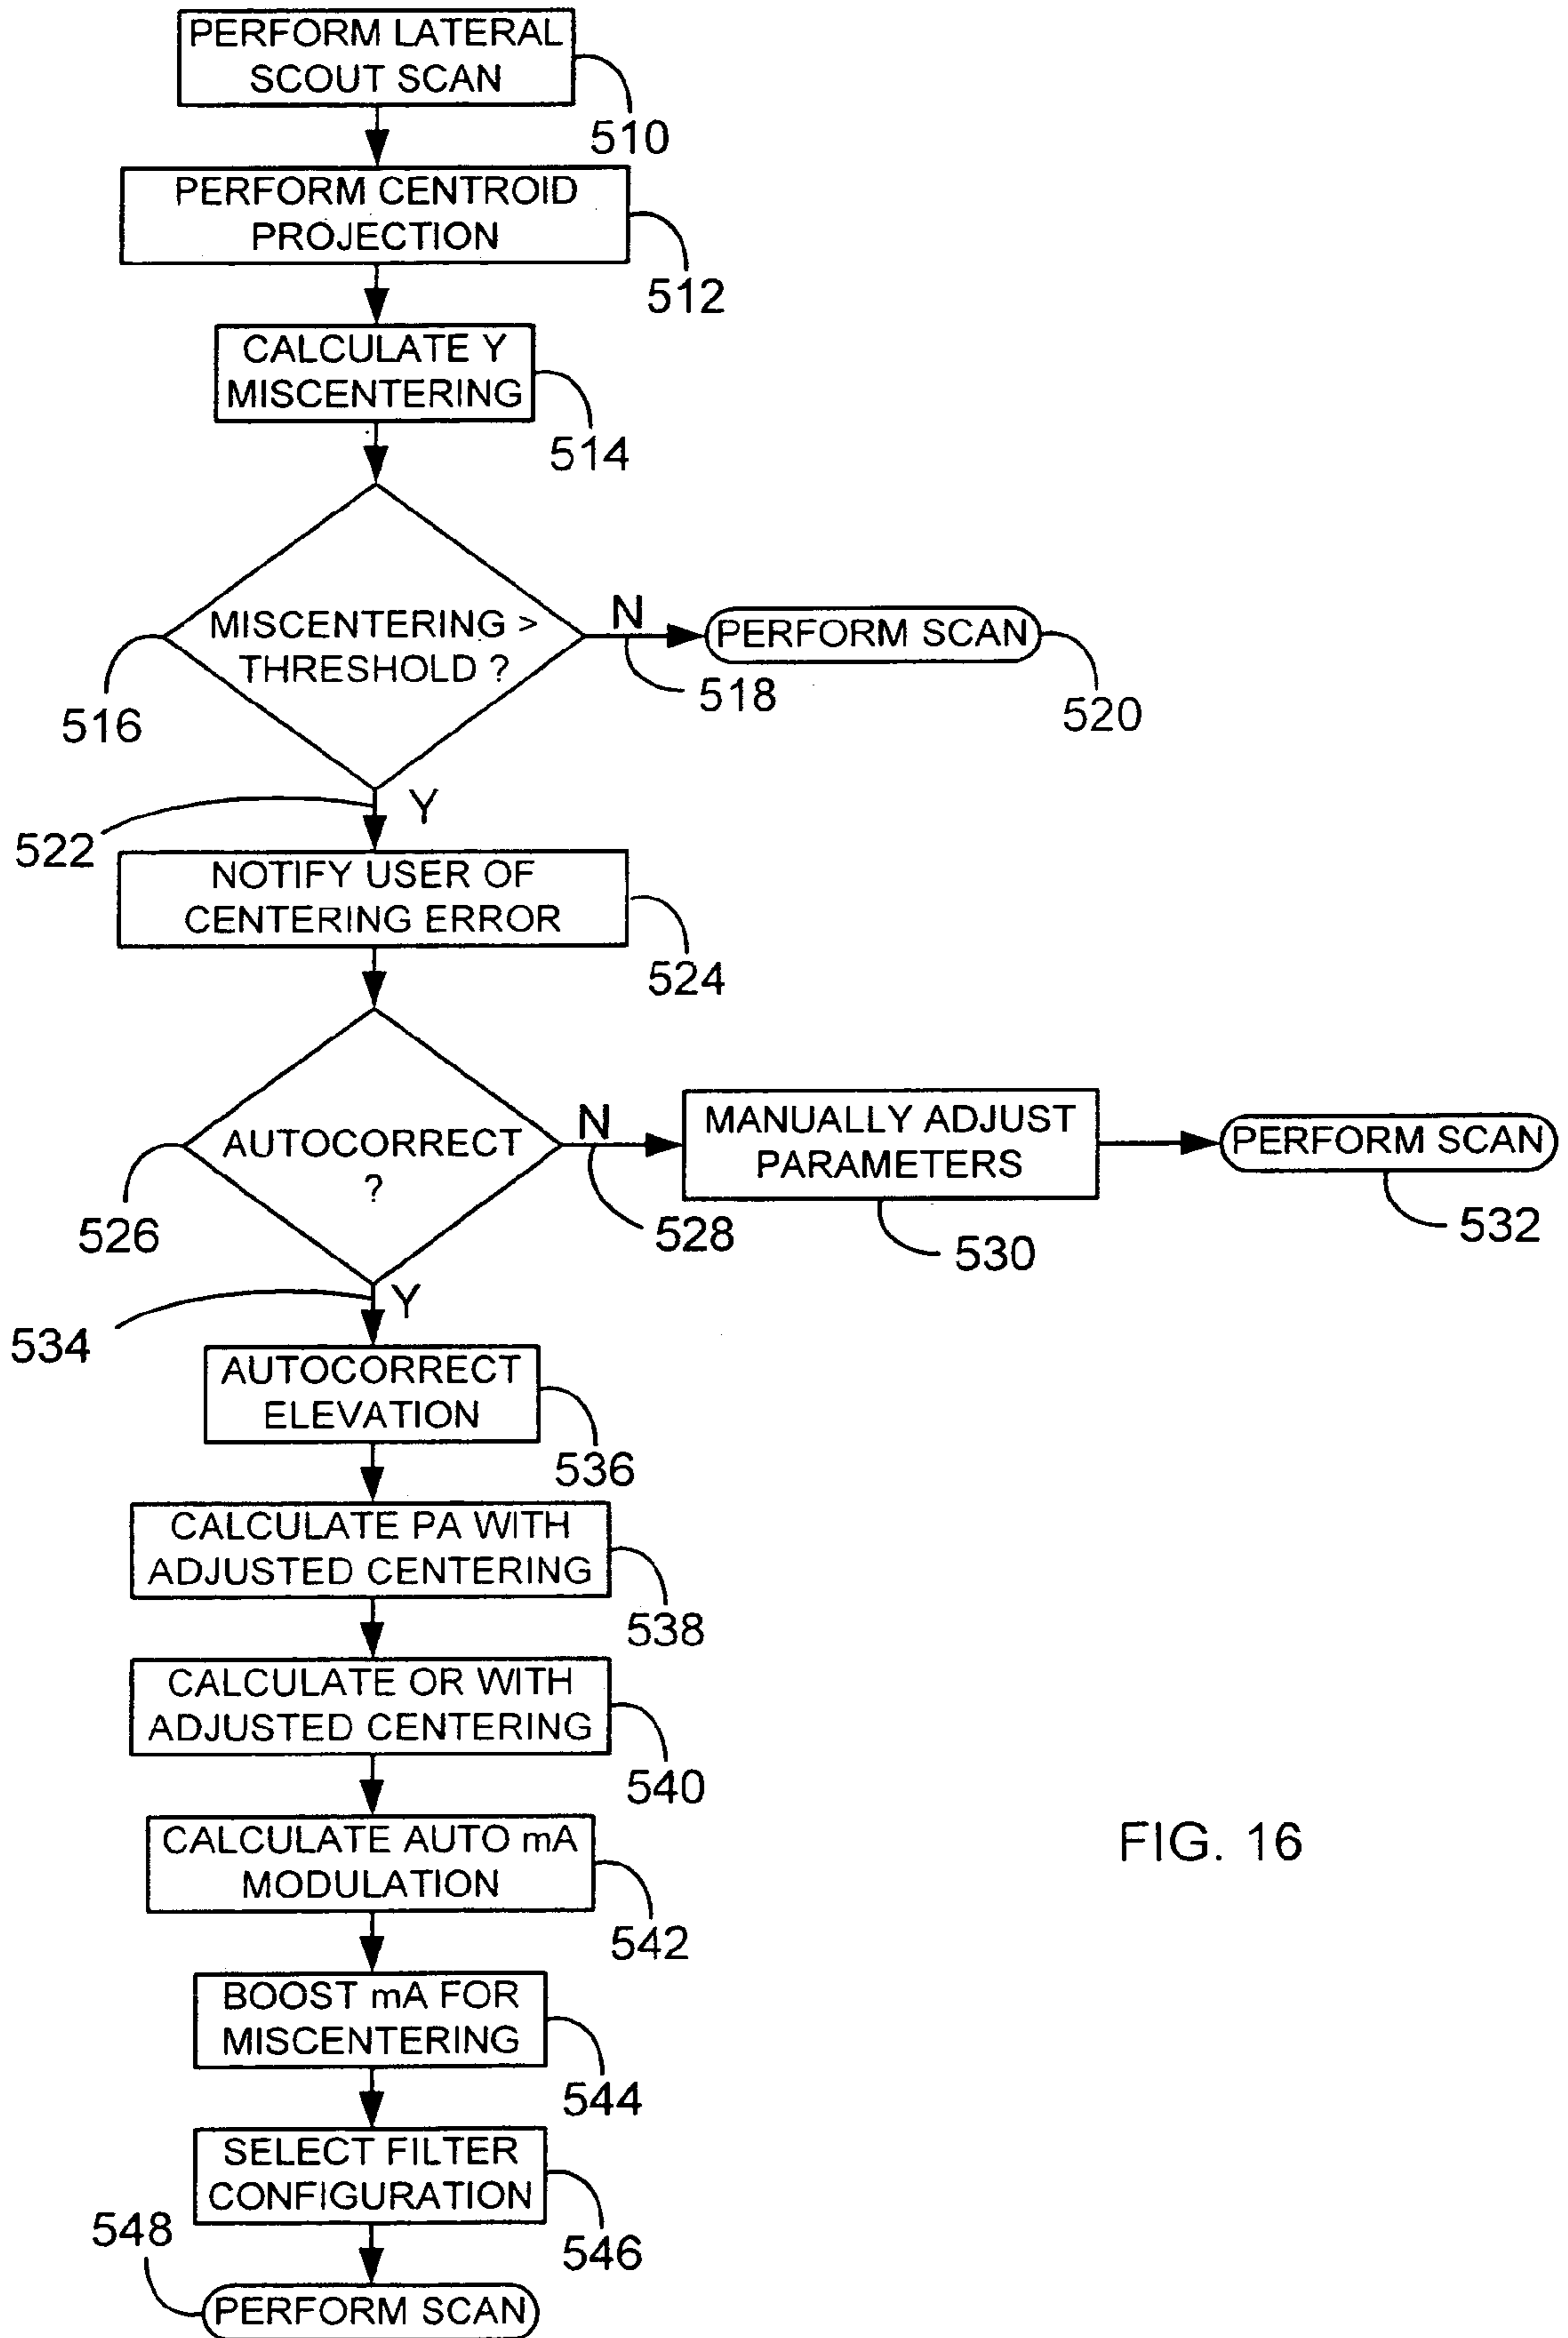 PERFORM LATERAL
SCOUT SCAN
510
PERFORM CENTROID
PROJECTION
512
CALCULATE Y
MISCENTERING
514
MISCENTERING >
THRESHOLD ?
516
N
518
PERFORM SCAN
520
Y
522
NOTIFY USER OF
CENTERING ERROR
524
AUTOCORRECT
?
526
N
528
MANUALLY ADJUST
PARAMETERS
530
PERFORM SCAN
532
Y
534
AUTOCORRECT
ELEVATION
536
CALCULATE PA WITH
ADJUSTED CENTERING
538
CALCULATE OR WITH
ADJUSTED CENTERING
540
CALCULATE AUTO mA
MODULATION
542
BOOST mA FOR
MISCENTERING
544
SELECT FILTER
CONFIGURATION
546
548
PERFORM SCAN
FIG. 16